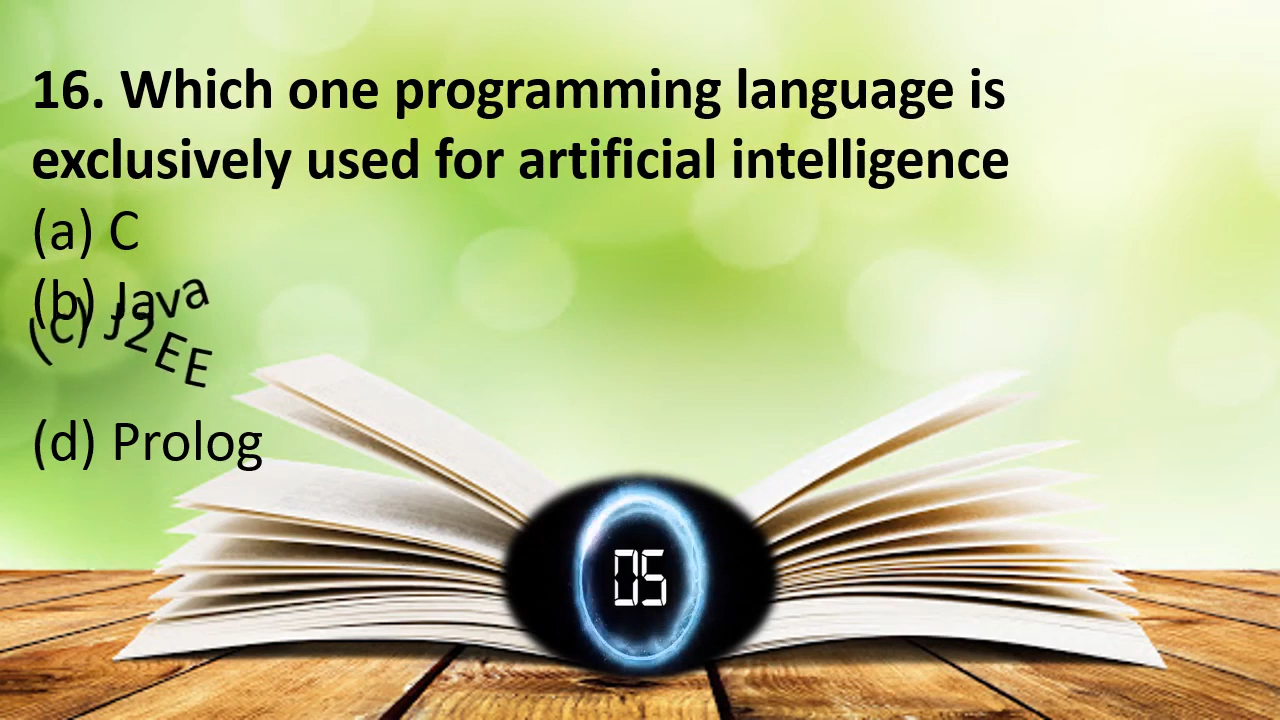 16. Which one programming language is
exclusively used for artificial intelligence
(a) C
(b) Java
(c) J2EE
(d) Prolog
05